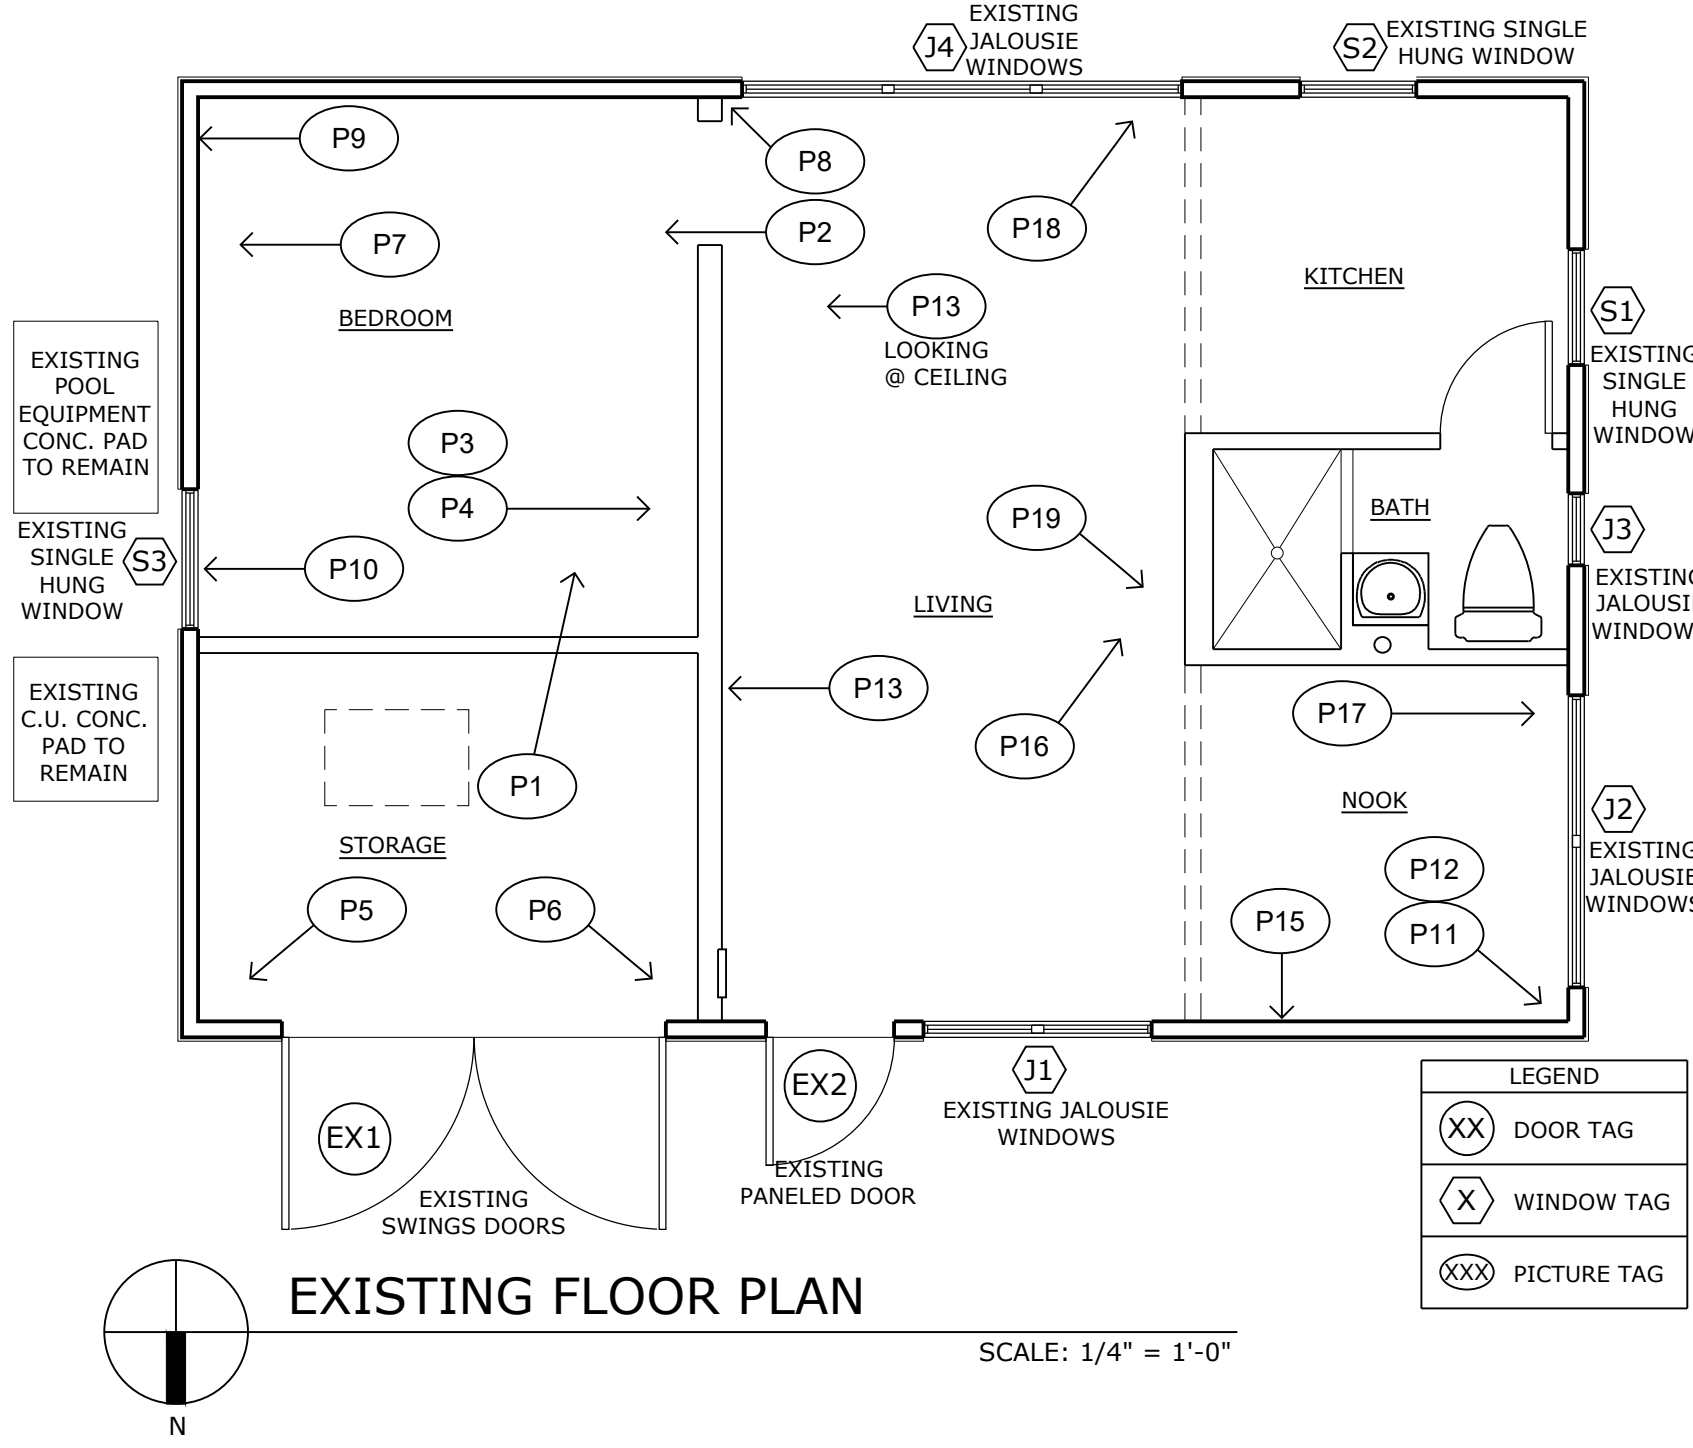 EXISTING
JALOUSIE
WINDOWS
J4
S2
EXISTING SINGLE
HUNG WINDOW
P9
P8
P2
P18
P7
P13
LOOKING
@ CEILING
KITCHEN
BEDROOM
S1
EXISTING
SINGLE
HUNG
WINDOW
EXISTING
POOL
EQUIPMENT
CONC. PAD
TO REMAIN
P3
P4
P19
BATH
J3
EXISTING
JALOUSIE
WINDOW
EXISTING
SINGLE
HUNG
WINDOW
S3
P10
LIVING
EXISTING
C.U. CONC.
PAD TO
REMAIN
P13
P16
P17
P1
NOOK
J2
EXISTING
JALOUSIE
WINDOWS
STORAGE
P12
P11
P5
P6
P15
EX1
EXISTING
SWINGS DOORS
EX2
EXISTING
PANELED DOOR
J1
EXISTING JALOUSIE
WINDOWS
LEGEND
XX DOOR TAG
X WINDOW TAG
XXX PICTURE TAG
EXISTING FLOOR PLAN
SCALE: 1/4" = 1'-0"
N